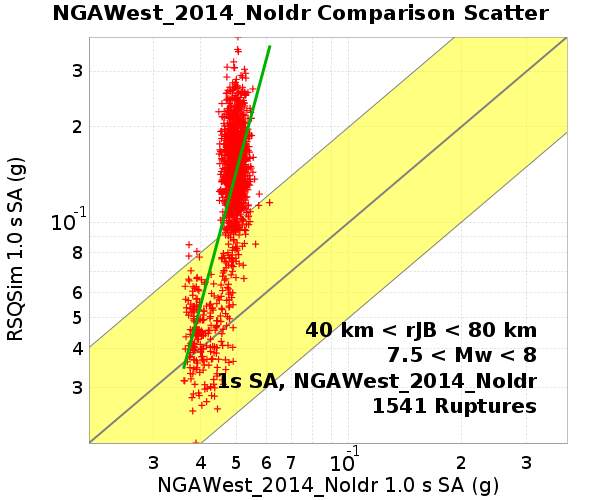 NGAWest_2014_NoIdr Comparison Scatter
RSQSim 1.0 s SA (g)
3
2
10-1
8
6
5
4
3
40 km < rJB < 80 km
7.5 < Mw < 8
1s SA, NGAWest_2014_NoIdr
1541 Ruptures
3 4 5 6 7 10-1 2 3
NGAWest_2014_NoIdr 1.0 s SA (g)